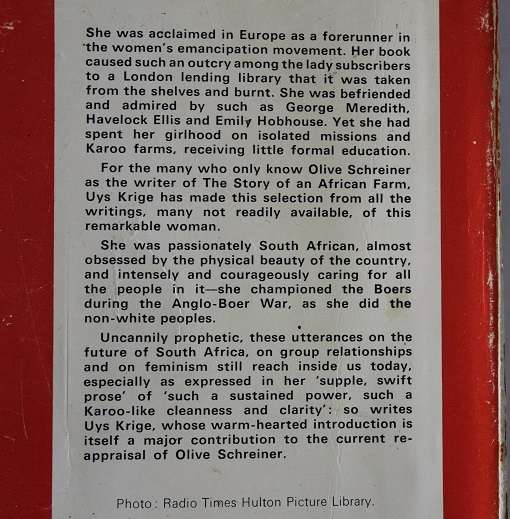 She was acclaimed in Europe as a forerunner in
the women's emancipation movement. Her book
caused such an outcry among the lady subscribers
to a London lending library that it was taken
from the shelves and burnt. She was befriended
and admired by such as George Meredith,
Havelock Ellis and Emily Hobhouse. Yet she had
spent her girlhood on isolated missions and
Karoo farms, receiving little formal education.
For the many who only know Olive Schreiner
as the writer of The Story of an African Farm,
Uys Krige has made this selection from all the
writings, many not readily available, of this
remarkable woman.
She was passionately South African, almost
obsessed by the physical beauty of the country,
and intensely and courageously caring for all
the people in it—she championed the Boers
during the Anglo-Boer War, as she did the
non-white peoples.
Uncannily prophetic, these utterances on the
future of South Africa, on group relationships
and on feminism still reach inside us today,
especially as expressed in her 'supple, swift
prose' of 'such a sustained power, such a
Karoo-like cleanness and clarity': so writes
Uys Krige, whose warm-hearted introduction is
itself a major contribution to the current re-
appraisal of Olive Schreiner.
Photo: Radio Times Hulton Picture Library.